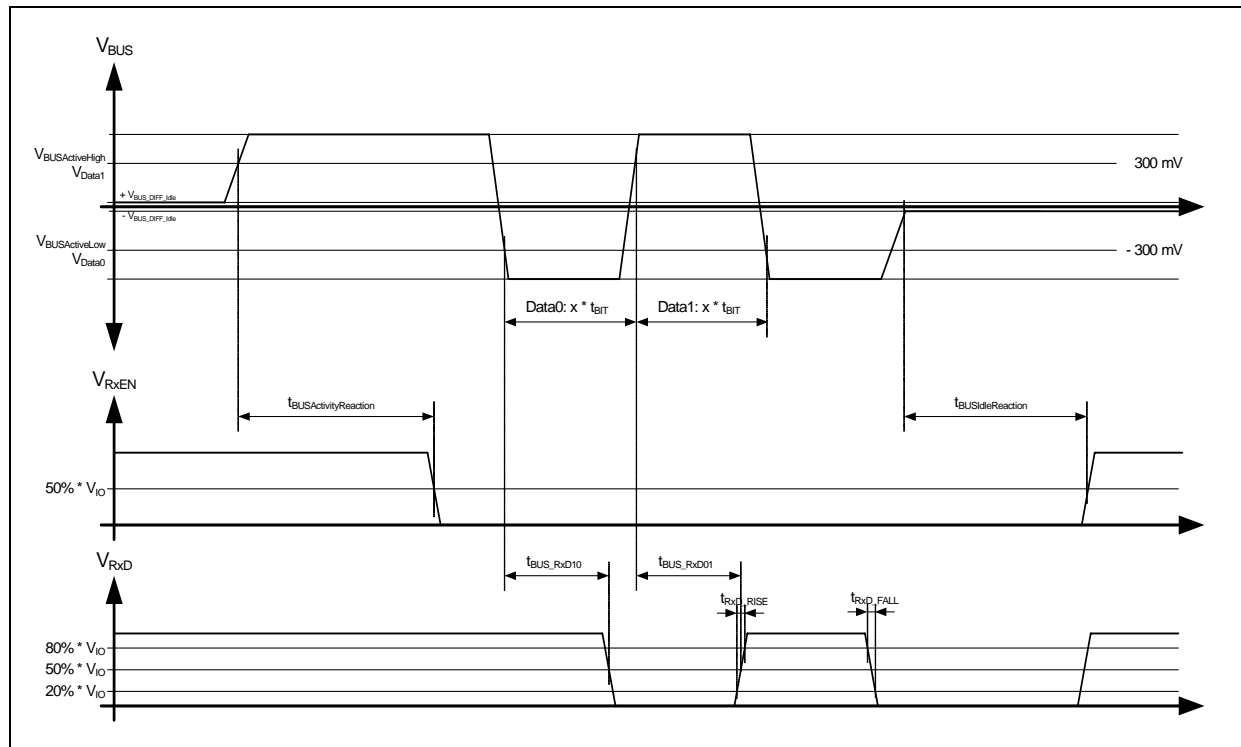 VBUS
VBUSActiveHigh
VData1
300 mV
+ VBUS_DIFF_Idle
- VBUS_DIFF_Idle
VBUSActiveLow
VData0
- 300 mV
Data0: x * tBIT
Data1: x * tBIT
VRxEN
tBUSActivityReaction
tBUSIdleReaction
50% * VIO
VRxD
tBUS_RxD10
tBUS_RxD01
tRxD_RISE
tRxD_FALL
80% * VIO
50% * VIO
20% * VIO